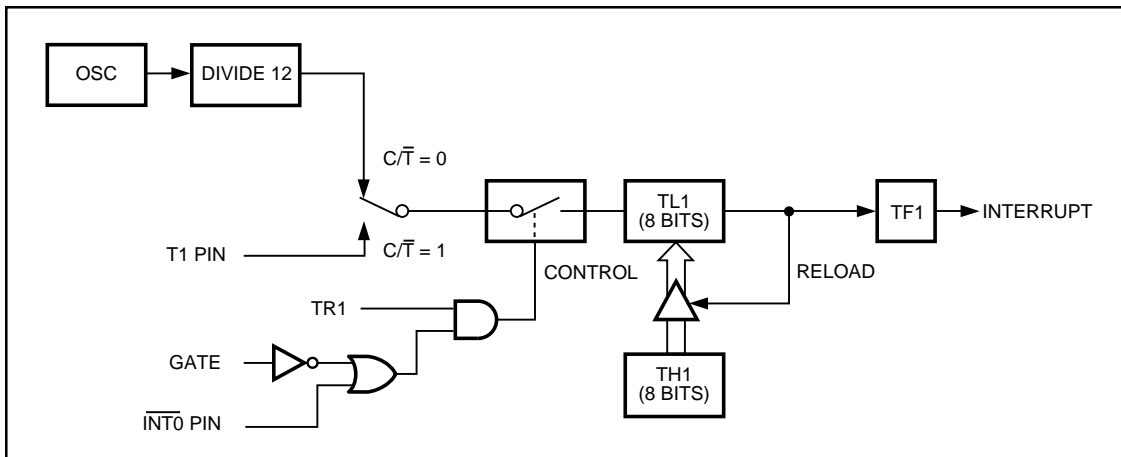 OSC
DIVIDE 12
C/T̅ = 0
T1 PIN
C/T̅ = 1
TL1
(8 BITS)
TF1
INTERRUPT
CONTROL
RELOAD
TR1
GATE
I̅N̅T̅0̅ PIN
TH1
(8 BITS)